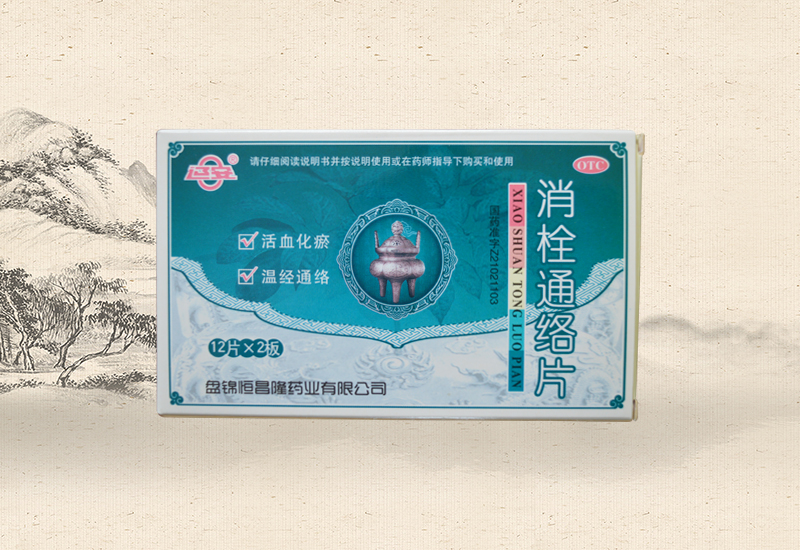 请仔细阅读说明书并按说明使用或在药师指导下购买和使用
OTC
消栓通络片
XIAO SHUAN TONG LUO PIAN
国药准字Z21021103
活血化瘀
温经通络
12片×2板
盘锦恒昌隆药业有限公司